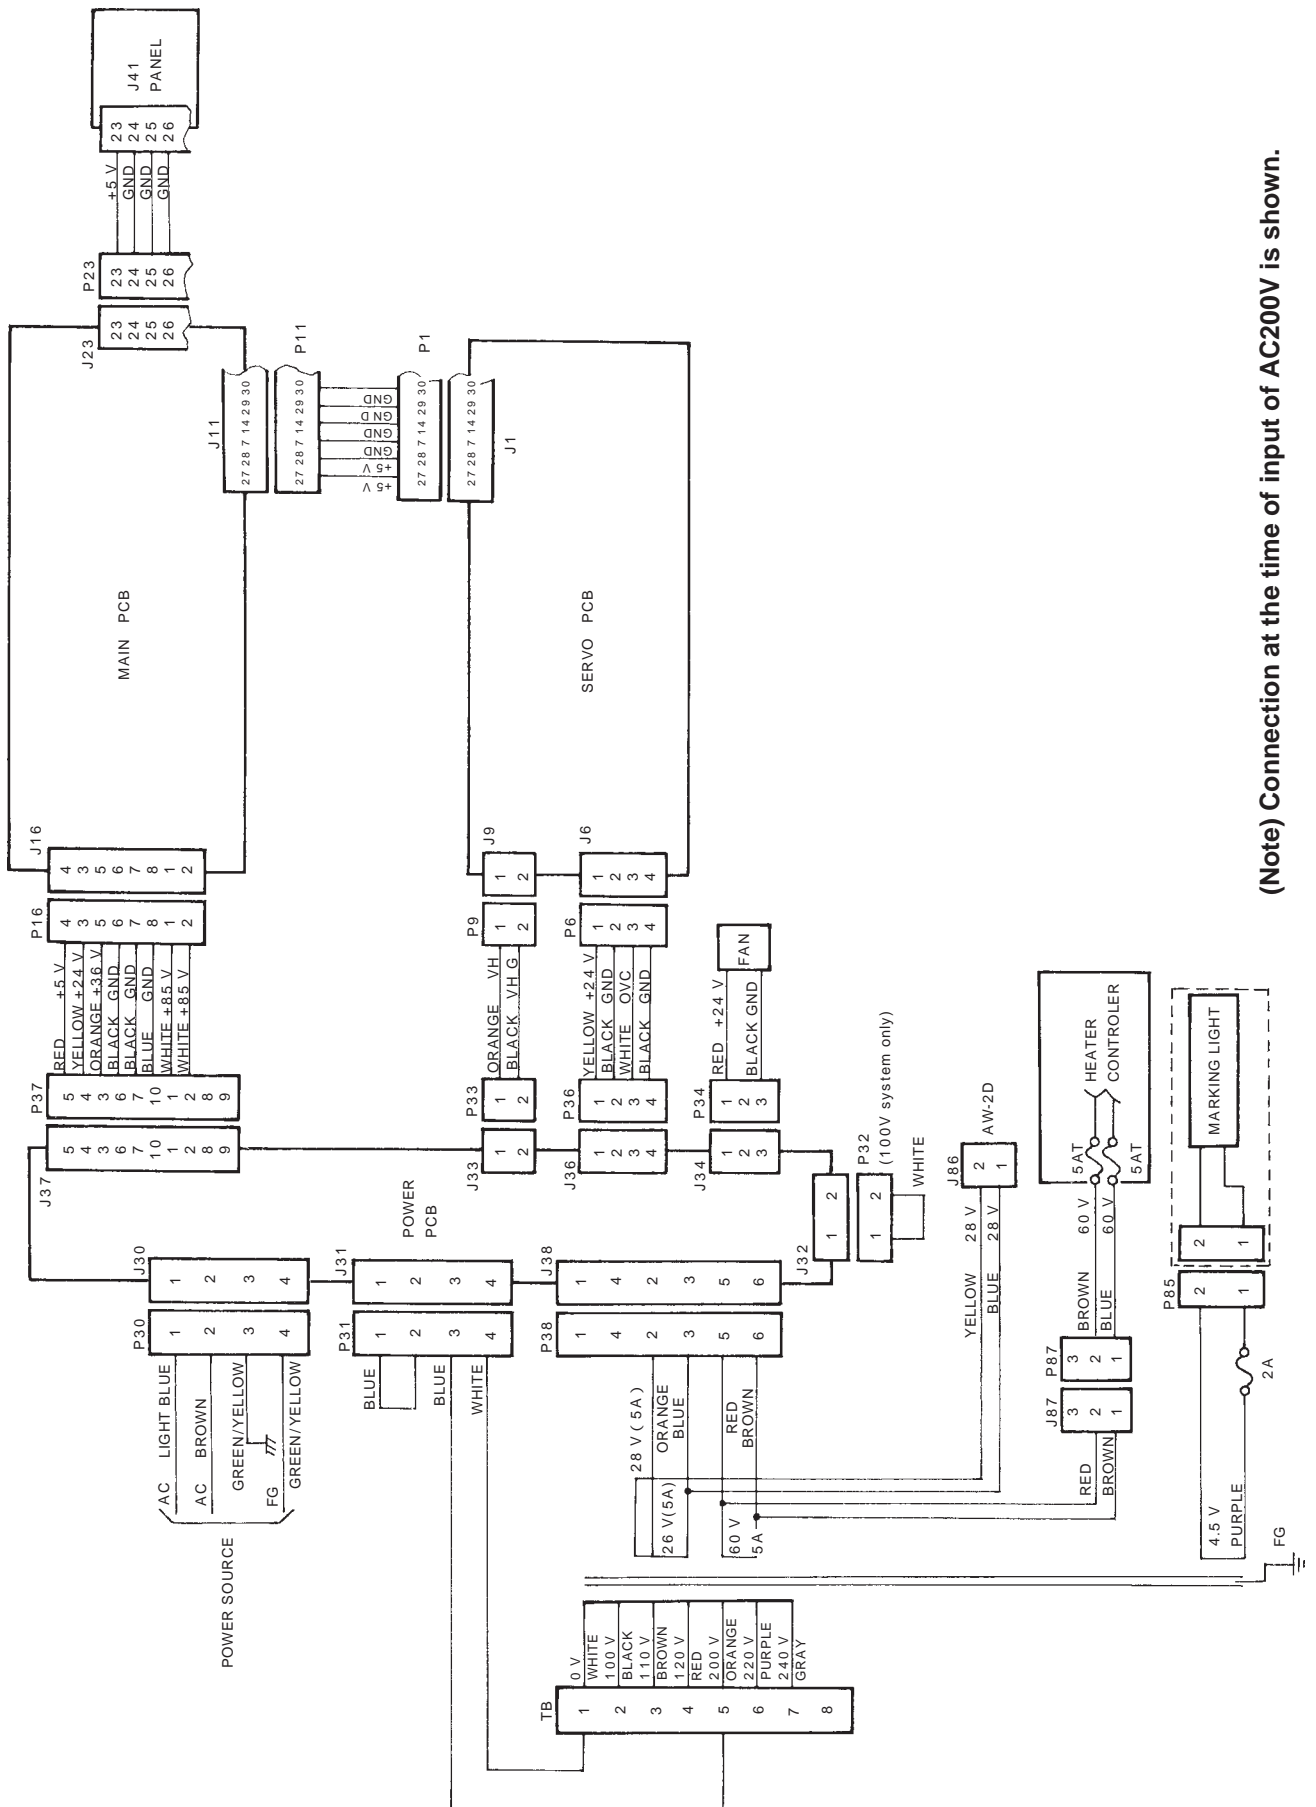 J41
PANEL
23
24
25
26
+5 V
GND
GND
GND
P23
23
24
25
26
J23
23
24
25
26
MAIN PCB
J11
27 28 7 14 29 30
P11
27 28 7 14 29 30
+5 V
+5 V
GND
GND
GND
GND
P1
27 28 7 14 29 30
J1
27 28 7 14 29 30
SERVO PCB
J16
4
3
5
6
7
8
1
2
P16
4
3
5
6
7
8
1
2
RED +5 V
YELLOW +24 V
ORANGE +36 V
BLACK GND
BLACK GND
BLUE GND
WHITE +85 V
WHITE +85 V
P37
5
4
3
6
7
10
1
2
8
9
J37
5
4
3
6
7
10
1
2
8
9
J9
1
2
P9
1
2
ORANGE VH
BLACK VH G
P33
1
2
J33
1
2
J6
1
2
3
4
P6
1
2
3
4
YELLOW +24 V
BLACK GND
WHITE OVC
BLACK GND
P36
1
2
3
4
J36
1
2
3
4
FAN
RED +24 V
BLACK GND
P34
1
2
3
J34
1
2
3
POWER
PCB
J32
1 2
P32
(100V system only)
1 2
WHITE
J30
1
2
3
4
P30
1
2
3
4
AC LIGHT BLUE
AC BROWN
GREEN/YELLOW
FG
GREEN/YELLOW
POWER SOURCE
J31
1
2
3
4
P31
1
2
3
4
BLUE
BLUE
WHITE
J38
1
4
2
3
5
6
P38
1
4
2
3
5
6
28 V ( 5A)
ORANGE
BLUE
26 V(5A)
RED
BROWN
60 V
5A
J86
AW-2D
2
1
YELLOW 28 V
BLUE 28 V
HEATER
CONTROLER
5AT
5AT
BROWN 60 V
BLUE 60 V
P87
3
2
1
J87
3
2
1
RED
BROWN
MARKING LIGHT
2
1
P85
2
1
2A
4.5 V
PURPLE
FG
TB
1
2
3
4
5
6
7
8
0 V
WHITE
100 V
BLACK
110 V
BROWN
120 V
RED
200 V
ORANGE
220 V
PURPLE
240 V
GRAY
(Note) Connection at the time of input of AC200V is shown.